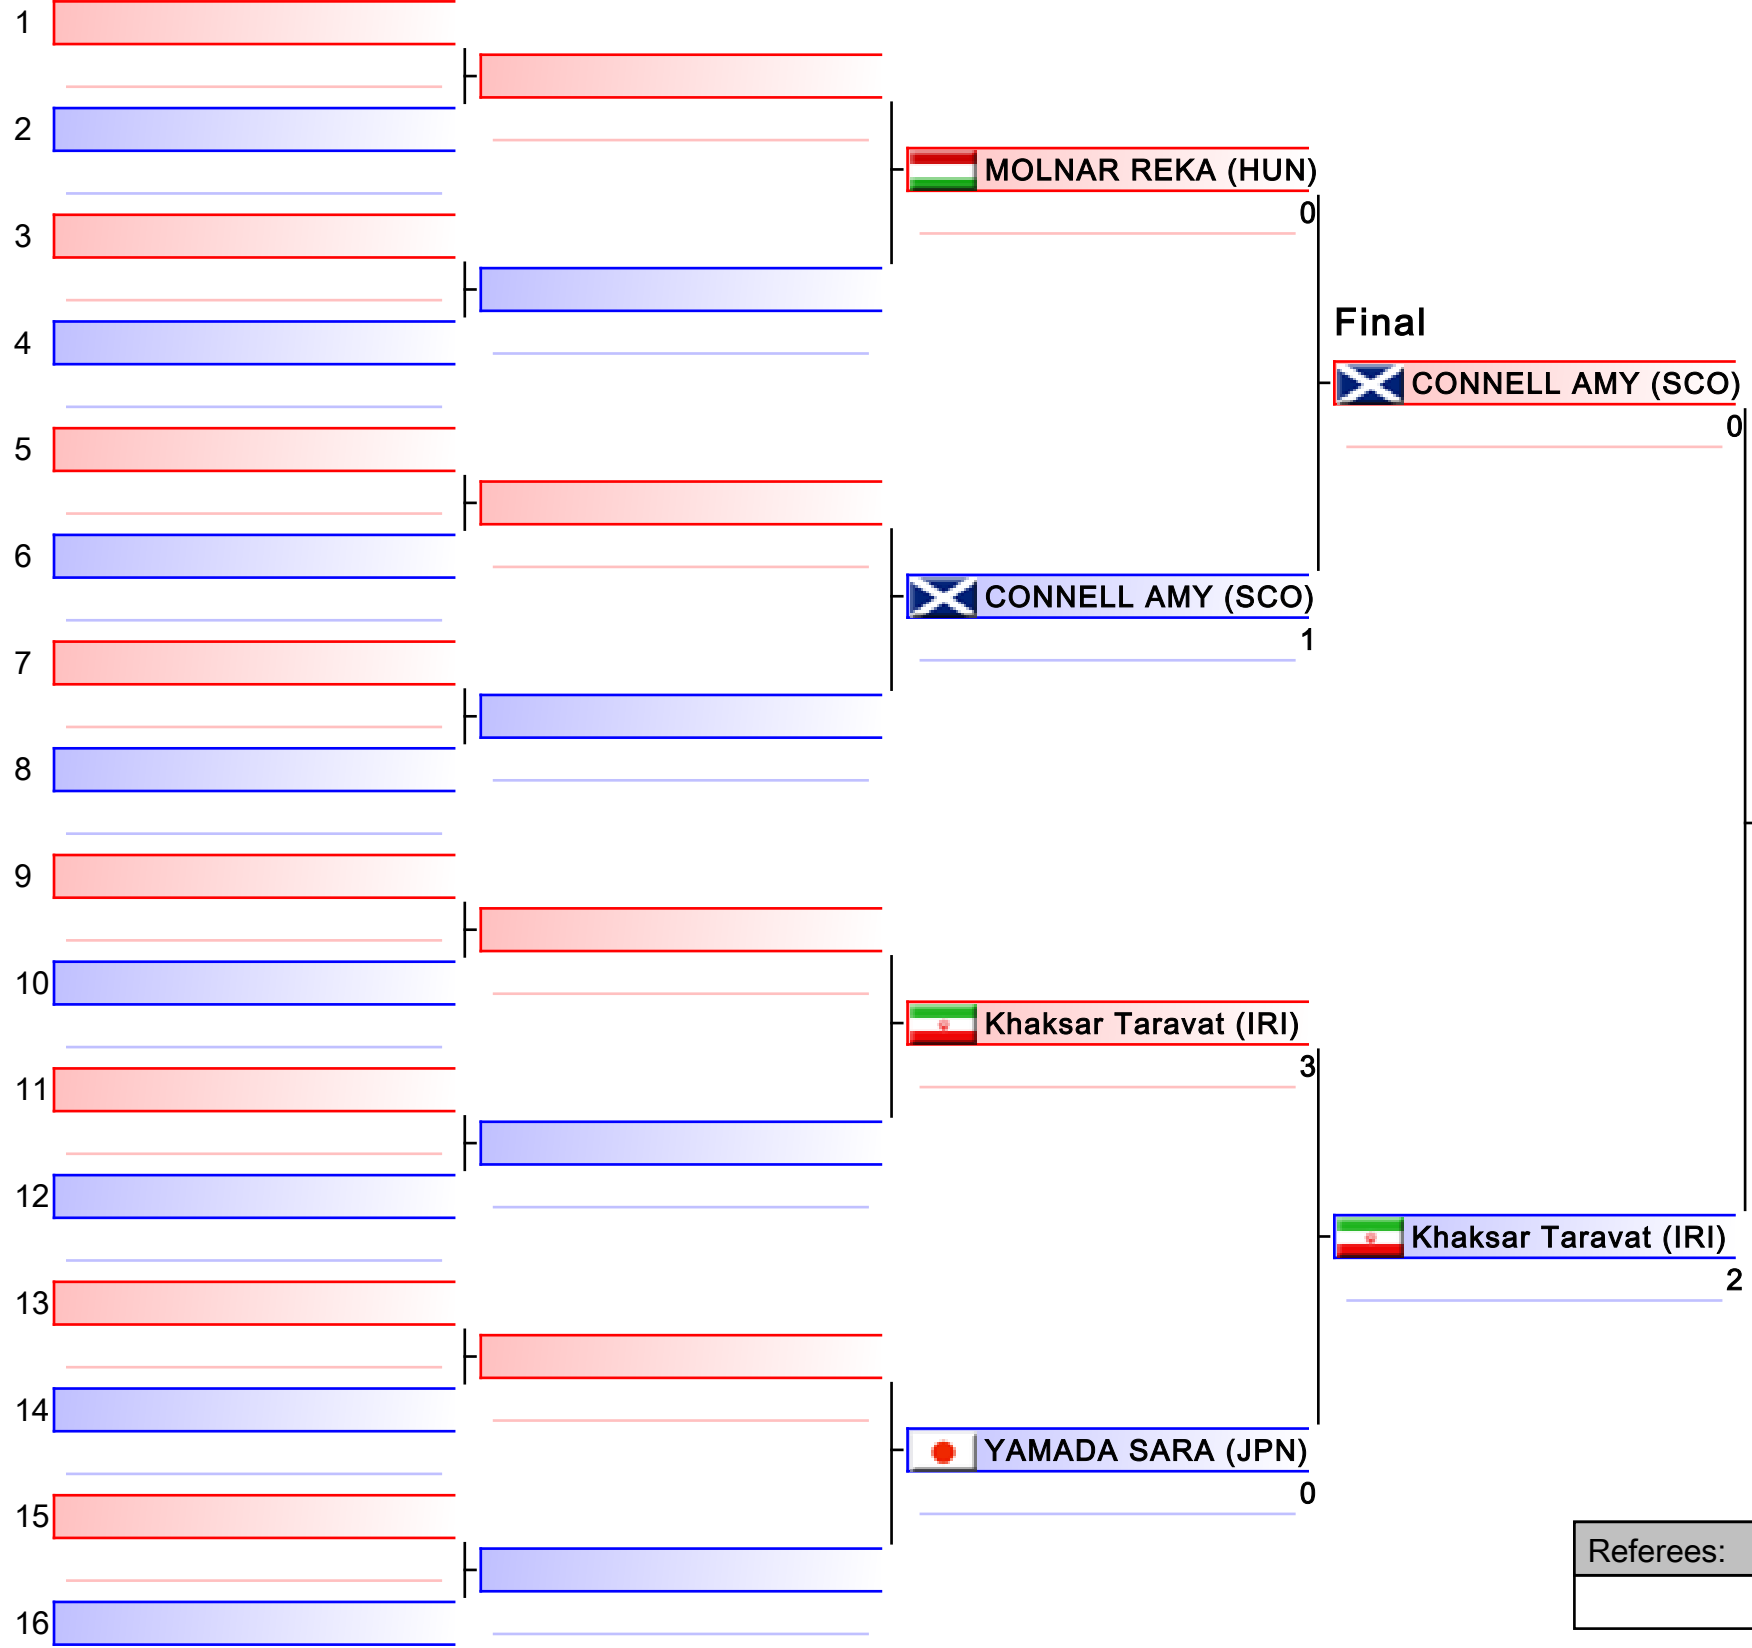 1
2
MOLNAR REKA (HUN)
0
3
Final
4
CONNELL AMY (SCO)
0
5
6
CONNELL AMY (SCO)
1
7
8
9
10
Khaksar Taravat (IRI)
3
11
12
Khaksar Taravat (IRI)
2
13
14
YAMADA SARA (JPN)
0
15
Referees:
16